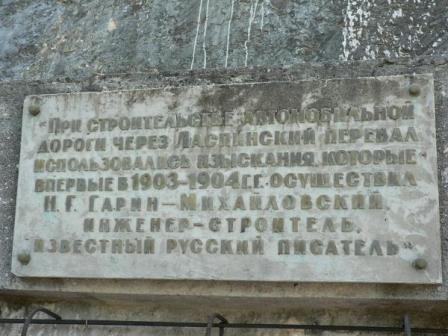 "При строительстве автомобильной
дороги через Ласпинский перевал
использовались изыскания, которые
впервые в 1903-1904 г.г. осуществил
Н. Г. Гарин-Михайловский,
инженер-строитель,
известный русский писатель"